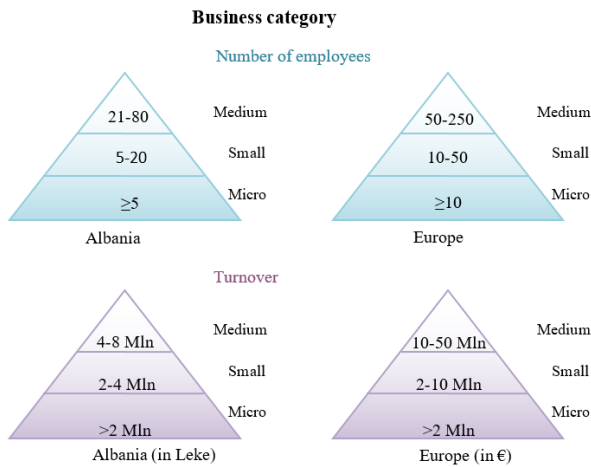 Business category
Number of employees
21-80
Medium
50-250
Medium
5-20
Small
10-50
Small
≥5
Micro
≥10
Micro
Albania
Europe
Turnover
4-8 Mln
Medium
10-50 Mln
Medium
2-4 Mln
Small
2-10 Mln
Small
>2 Mln
Micro
>2 Mln
Micro
Albania (in Leke)
Europe (in €)